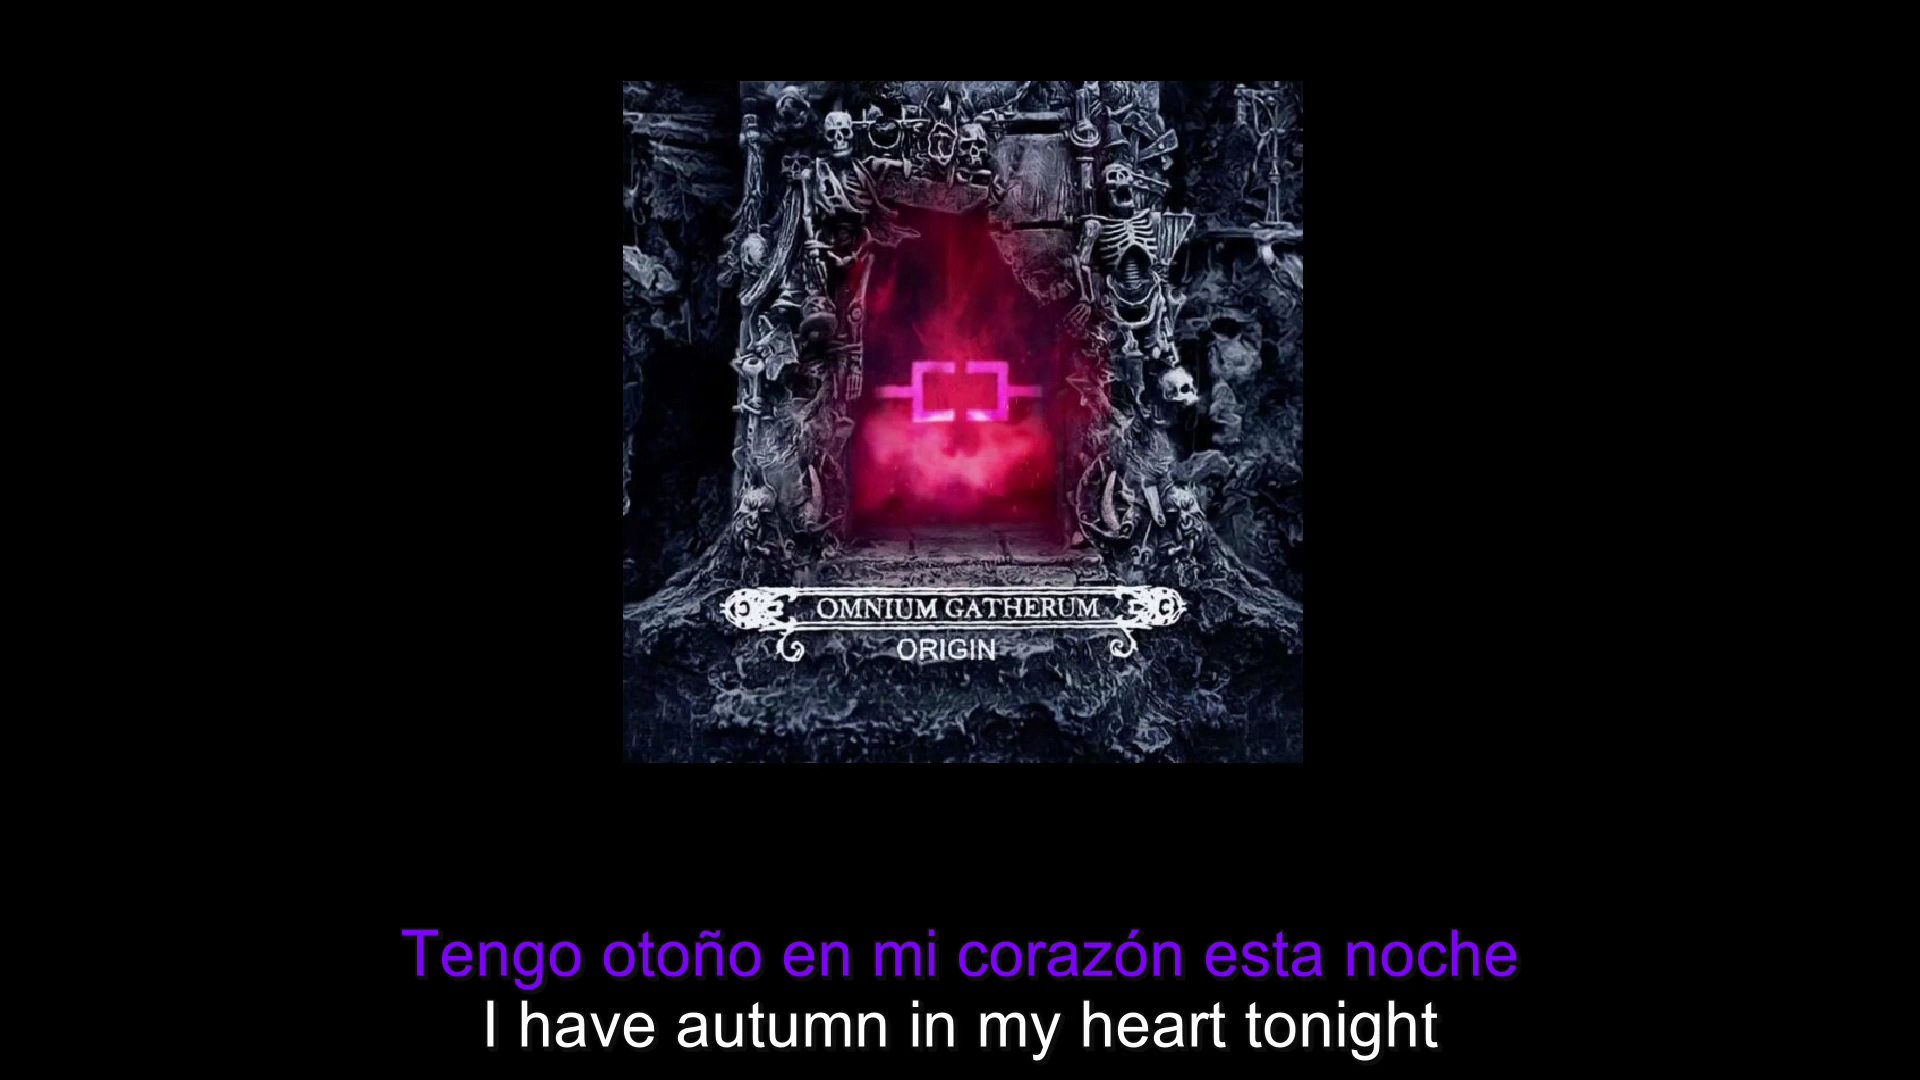 OMNIUM GATHERUM
ORIGIN
Tengo otoño en mi corazón esta noche
I have autumn in my heart tonight